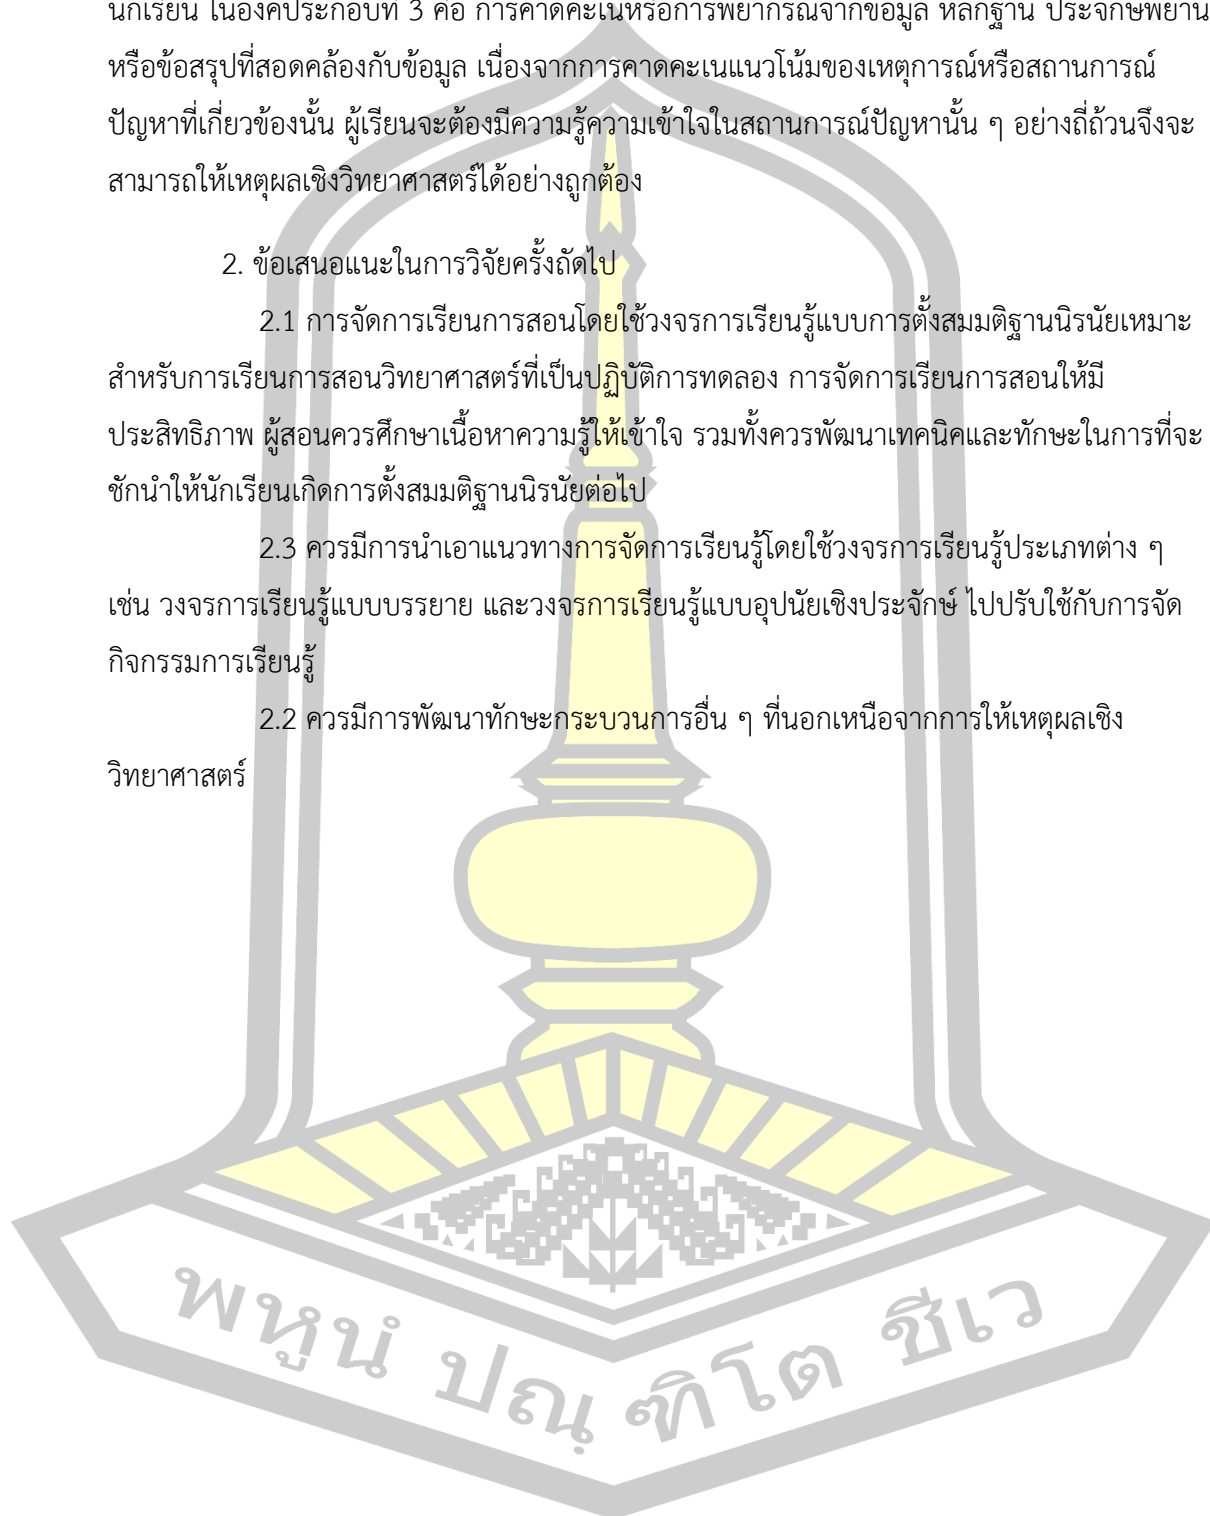 นักเรียน ในองค์ประกอบที่ 3 คือ การคาดคะเนหรือการพยากรณ์จากข้อมูล หลักฐาน ประจักษ์พยาน
หรือข้อสรุปที่สอดคล้องกับข้อมูล เนื่องจากการคาดคะเนแนวโน้มของเหตุการณ์หรือสถานการณ์
ปัญหาที่เกี่ยวข้องนั้น ผู้เรียนจะต้องมีความรู้ความเข้าใจในสถานการณ์ปัญหานั้น ๆ อย่างถี่ถ้วนจึงจะ
สามารถให้เหตุผลเชิงวิทยาศาสตร์ได้อย่างถูกต้อง
2. ข้อเสนอแนะในการวิจัยครั้งถัดไป
2.1 การจัดการเรียนการสอนโดยใช้วงจรการเรียนรู้แบบการตั้งสมมติฐานนิรนัยเหมาะ
สำหรับการเรียนการสอนวิทยาศาสตร์ที่เป็นปฏิบัติการทดลอง การจัดการเรียนการสอนให้มี
ประสิทธิภาพ ผู้สอนควรศึกษาเนื้อหาความรู้ให้เข้าใจ รวมทั้งควรพัฒนาเทคนิคและทักษะในการที่จะ
ชักนำให้นักเรียนเกิดการตั้งสมมติฐานนิรนัยต่อไป
2.3 ควรมีการนำเอาแนวทางการจัดการเรียนรู้โดยใช้วงจรการเรียนรู้ประเภทต่าง ๆ
เช่น วงจรการเรียนรู้แบบบรรยาย และวงจรการเรียนรู้แบบอุปนัยเชิงประจักษ์ ไปปรับใช้กับการจัด
กิจกรรมการเรียนรู้
2.2 ควรมีการพัฒนาทักษะกระบวนการอื่น ๆ ที่นอกเหนือจากการให้เหตุผลเชิง
วิทยาศาสตร์
พหูนํ ปณฺฑิโต ชีเว